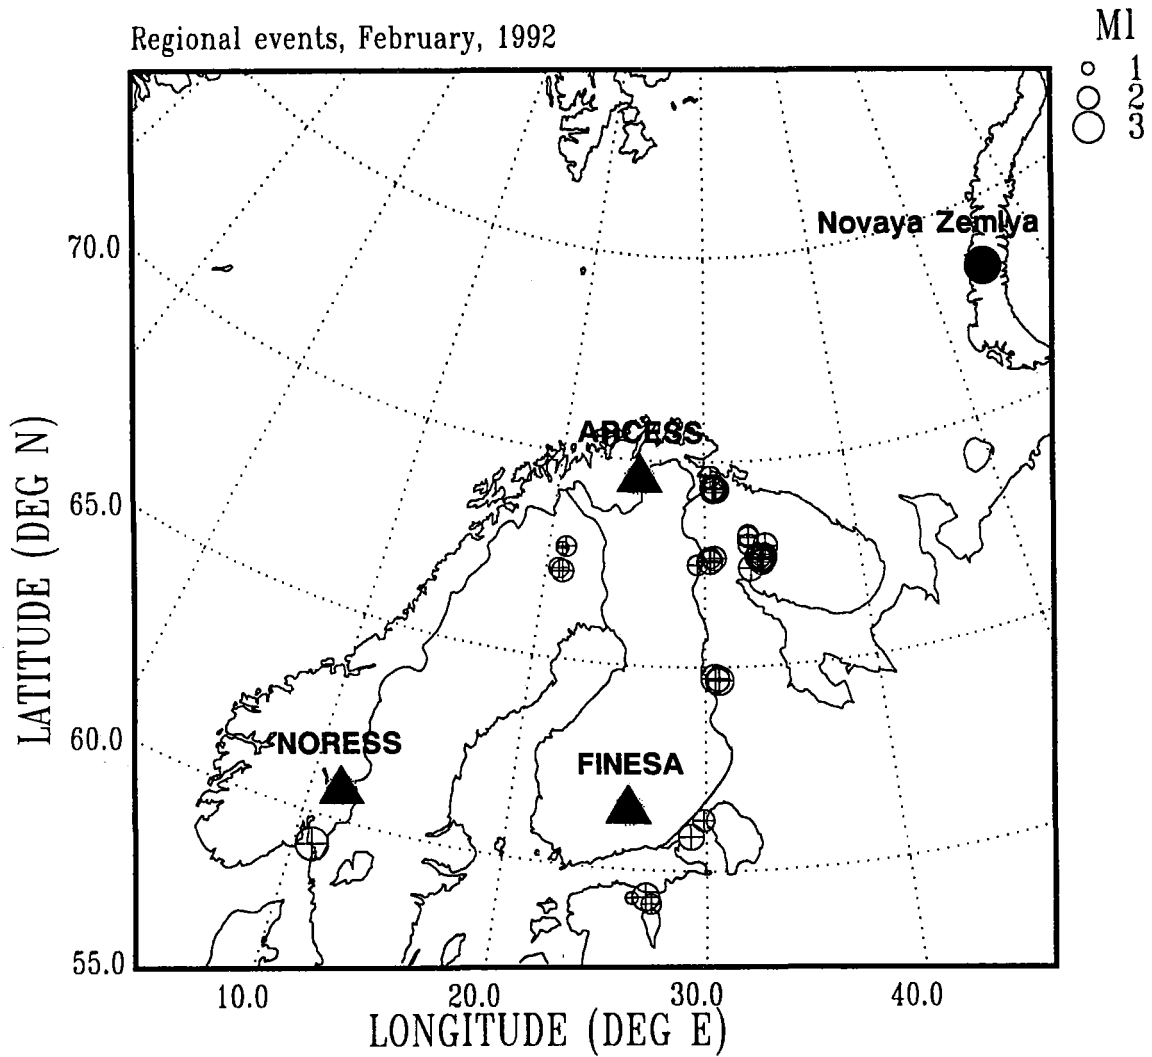 Regional events, February, 1992
Ml
1
2
3
Novaya Zemlya
70.0
ARCESS
65.0
LATITUDE (DEG N)
NORESS
FINESA
60.0
55.0
10.0 20.0 30.0 40.0
LONGITUDE (DEG E)